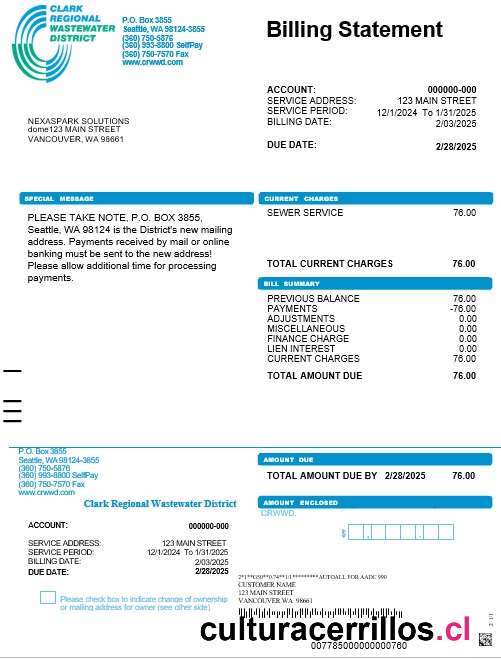 CLARK
REGIONAL
WASTEWATER
DISTRICT
P.O. Box 3855
Seattle, WA 98124-3855
(360) 750-5876
(360) 993-8800 SelfPay
(360) 750-7570 Fax
www.crwwd.com
Billing Statement
ACCOUNT: 000000-000
SERVICE ADDRESS: 123 MAIN STREET
SERVICE PERIOD: 12/1/2024 To 1/31/2025
BILLING DATE: 2/03/2025
DUE DATE: 2/28/2025
NEXASPARK SOLUTIONS
dome123 MAIN STREET
VANCOUVER, WA 98661
SPECIAL MESSAGE
PLEASE TAKE NOTE, P.O. BOX 3855,
Seattle, WA 98124 is the District's new mailing
address. Payments received by mail or online
banking must be sent to the new address!
Please allow additional time for processing
payments.
CURRENT CHARGES
SEWER SERVICE 76.00
TOTAL CURRENT CHARGES 76.00
BILL SUMMARY
PREVIOUS BALANCE 76.00
PAYMENTS -76.00
ADJUSTMENTS 0.00
MISCELLANEOUS 0.00
FINANCE CHARGE 0.00
LIEN INTEREST 0.00
CURRENT CHARGES 76.00
TOTAL AMOUNT DUE 76.00
P.O. Box 3855
Seattle, WA 98124-3855
(360) 750-5876
(360) 993-8800 SelfPay
(360) 750-7570 Fax
www.crwwd.com
Clark Regional Wastewater District
ACCOUNT: 000000-000
SERVICE ADDRESS: 123 MAIN STREET
SERVICE PERIOD: 12/1/2024 To 1/31/2025
BILLING DATE: 2/03/2025
DUE DATE: 2/28/2025
Please check box to indicate change of ownership
or mailing address for owner (see other side)
AMOUNT DUE
TOTAL AMOUNT DUE BY 2/28/2025 76.00
AMOUNT ENCLOSED
CRWWD.
2*1**G50**0.74**1/1*********AUTOALL FOR AADC 990
CUSTOMER NAME
123 MAIN STREET
VANCOUVER WA 98661
culturacerrillos.cl
007785000000000760